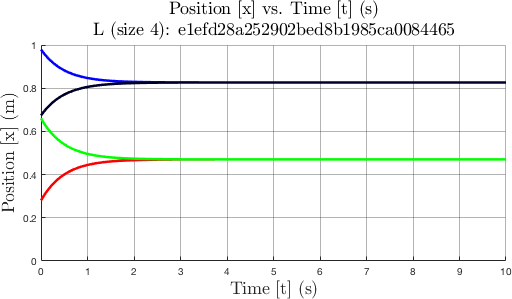 Position [x] vs. Time [t] (s)
L (size 4): e1efd28a252902bed8b1985ca0084465
Position [x] (m)
1
0.8
0.6
0.4
0.2
0
0 1 2 3 4 5 6 7 8 9 10
Time [t] (s)